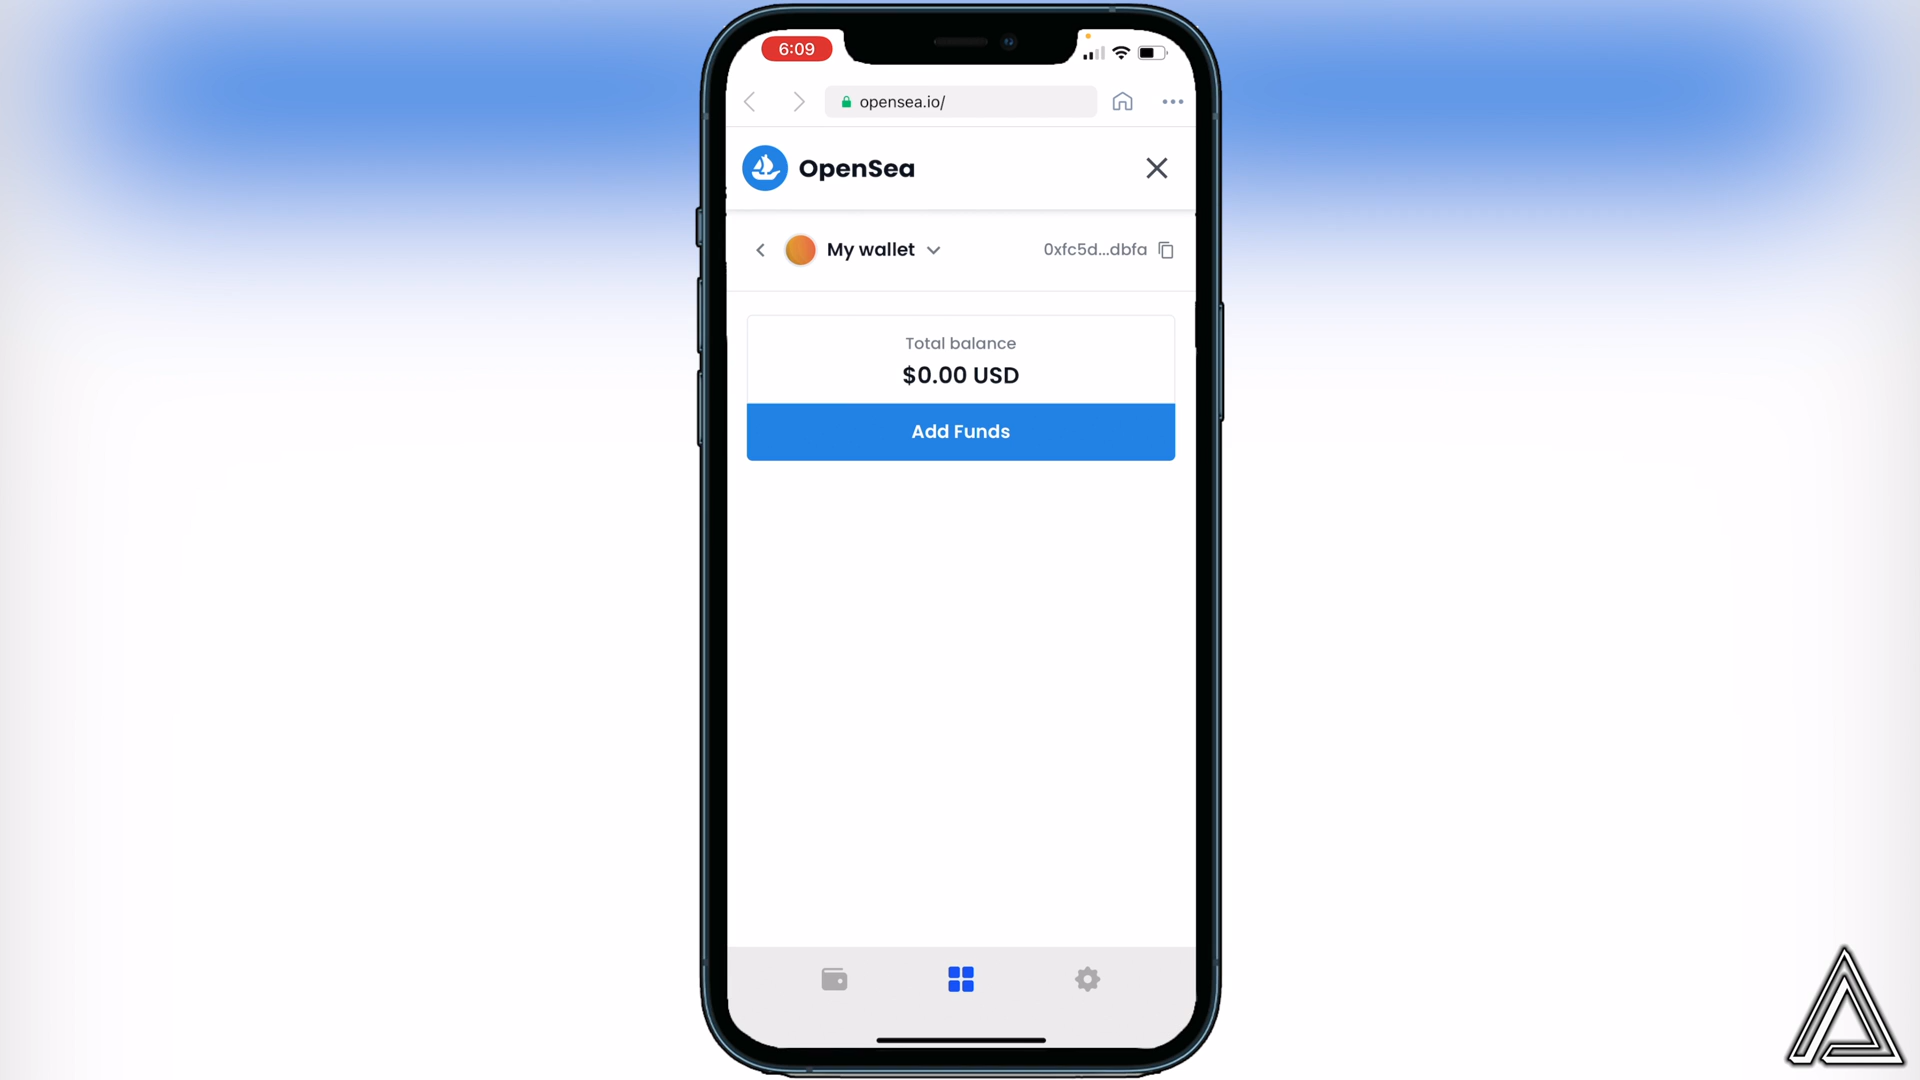 6:09
opensea.io/
OpenSea
My wallet
0xfc5d...dbfa
Total balance
$0.00 USD
Add Funds